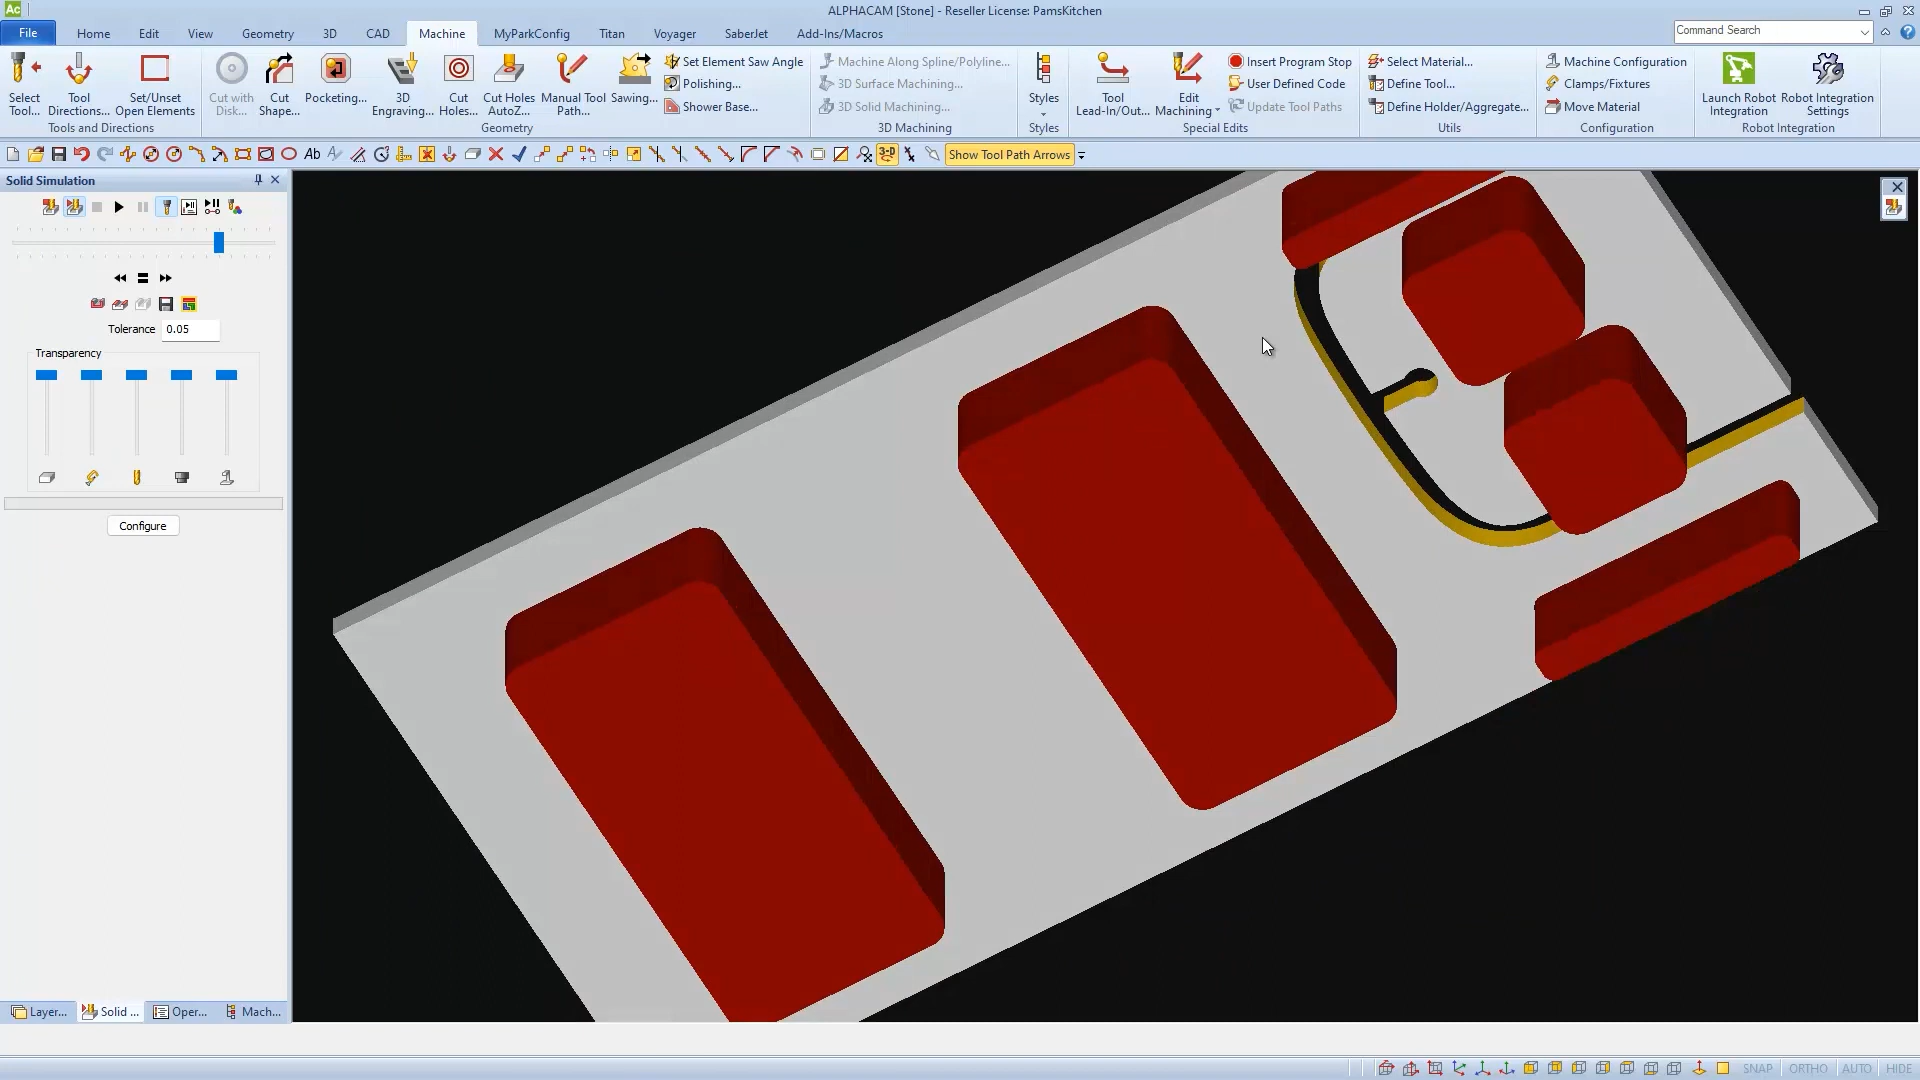 ALPHACAM [Stone] - Reseller License: PamsKitchen
File Home Edit View Geometry 3D CAD Machine MyParkConfig Titan Voyager SaberJet Add-Ins/Macros Command Search
Select Tool... Tool Directions... Set/Unset Open Elements
Tools and Directions
Cut with Disk... Cut Shape... Pocketing... 3D Engraving... Cut Holes... Cut Holes AutoZ... Manual Tool Path... Sawing...
Set Element Saw Angle
Polishing...
Shower Base...
Geometry
Machine Along Spline/Polyline...
3D Surface Machining...
3D Solid Machining...
3D Machining
Styles
Styles
Tool Lead-In/Out... Edit Machining
Insert Program Stop
User Defined Code
Update Tool Paths
Special Edits
Select Material...
Define Tool...
Define Holder/Aggregate...
Utils
Machine Configuration
Clamps/Fixtures
Move Material
Configuration
Launch Robot Integration Robot Integration Settings
Robot Integration
Ab 3-D Show Tool Path Arrows
Solid Simulation
Tolerance 0.05
Transparency
Configure
Layer... Solid ... Oper... Mach...
SNAP ORTHO AUTO HIDE